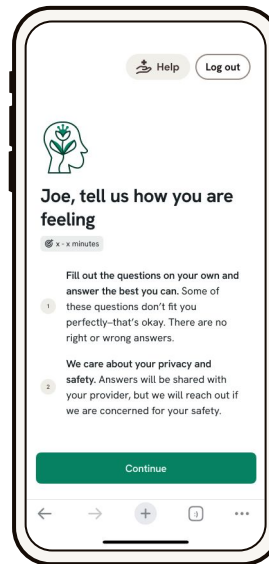 Help
Log out
Joe, tell us how you are
feeling
x - x minutes
1
Fill out the questions on your own and
answer the best you can. Some of
these questions don’t fit you
perfectly–that’s okay. There are no
right or wrong answers.
2
We care about your privacy and
safety. Answers will be shared with
your provider, but we will reach out if
we are concerned for your safety.
Continue
:)